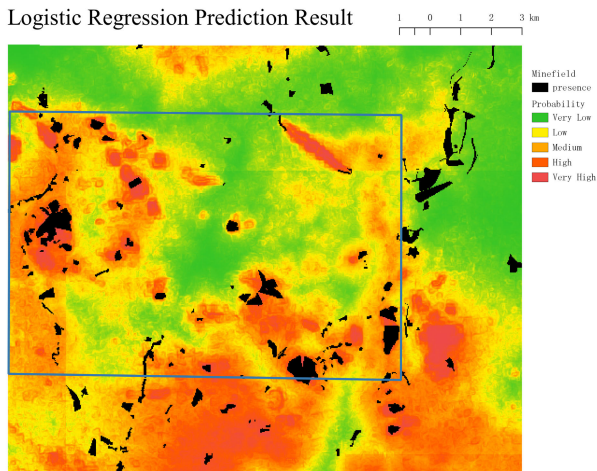 Logistic Regression Prediction Result
1 0 1 2 3 km
Minefield
presence
Probability
Very Low
Low
Medium
High
Very High